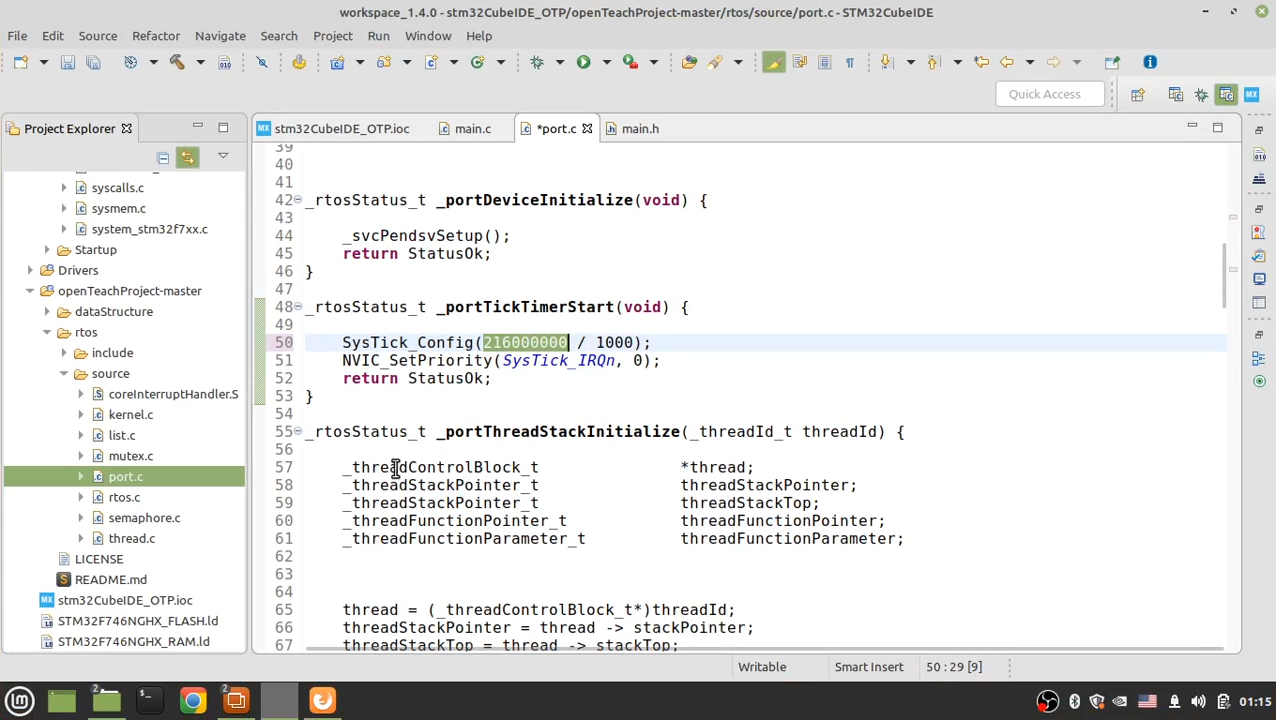 workspace_1.4.0 - stm32CubeIDE_OTP/openTeachProject-master/rtos/source/port.c - STM32CubeIDE
File Edit Source Refactor Navigate Search Project Run Window Help
Quick Access
Project Explorer
stm32CubeIDE_OTP.ioc main.c *port.c main.h
syscalls.c
sysmem.c
system_stm32f7xx.c
Startup
Drivers
openTeachProject-master
dataStructure
rtos
include
source
coreInterruptHandler.S
kernel.c
list.c
mutex.c
port.c
rtos.c
semaphore.c
thread.c
LICENSE
README.md
stm32CubeIDE_OTP.ioc
STM32F746NGHX_FLASH.ld
STM32F746NGHX_RAM.ld
39
40
41
42 _rtosStatus_t _portDeviceInitialize(void) {
43
44 _svcPendsvSetup();
45 return StatusOk;
46 }
47
48 _rtosStatus_t _portTickTimerStart(void) {
49
50 SysTick_Config(216000000 / 1000);
51 NVIC_SetPriority(SysTick_IRQn, 0);
52 return StatusOk;
53 }
54
55 _rtosStatus_t _portThreadStackInitialize(_threadId_t threadId) {
56
57 _threadControlBlock_t *thread;
58 _threadStackPointer_t threadStackPointer;
59 _threadStackPointer_t threadStackTop;
60 _threadFunctionPointer_t threadFunctionPointer;
61 _threadFunctionParameter_t threadFunctionParameter;
62
63
64
65 thread = (_threadControlBlock_t*)threadId;
66 threadStackPointer = thread -> stackPointer;
67 threadStackTop = thread -> stackTop;
Writable Smart Insert 50 : 29 [9]
01:15